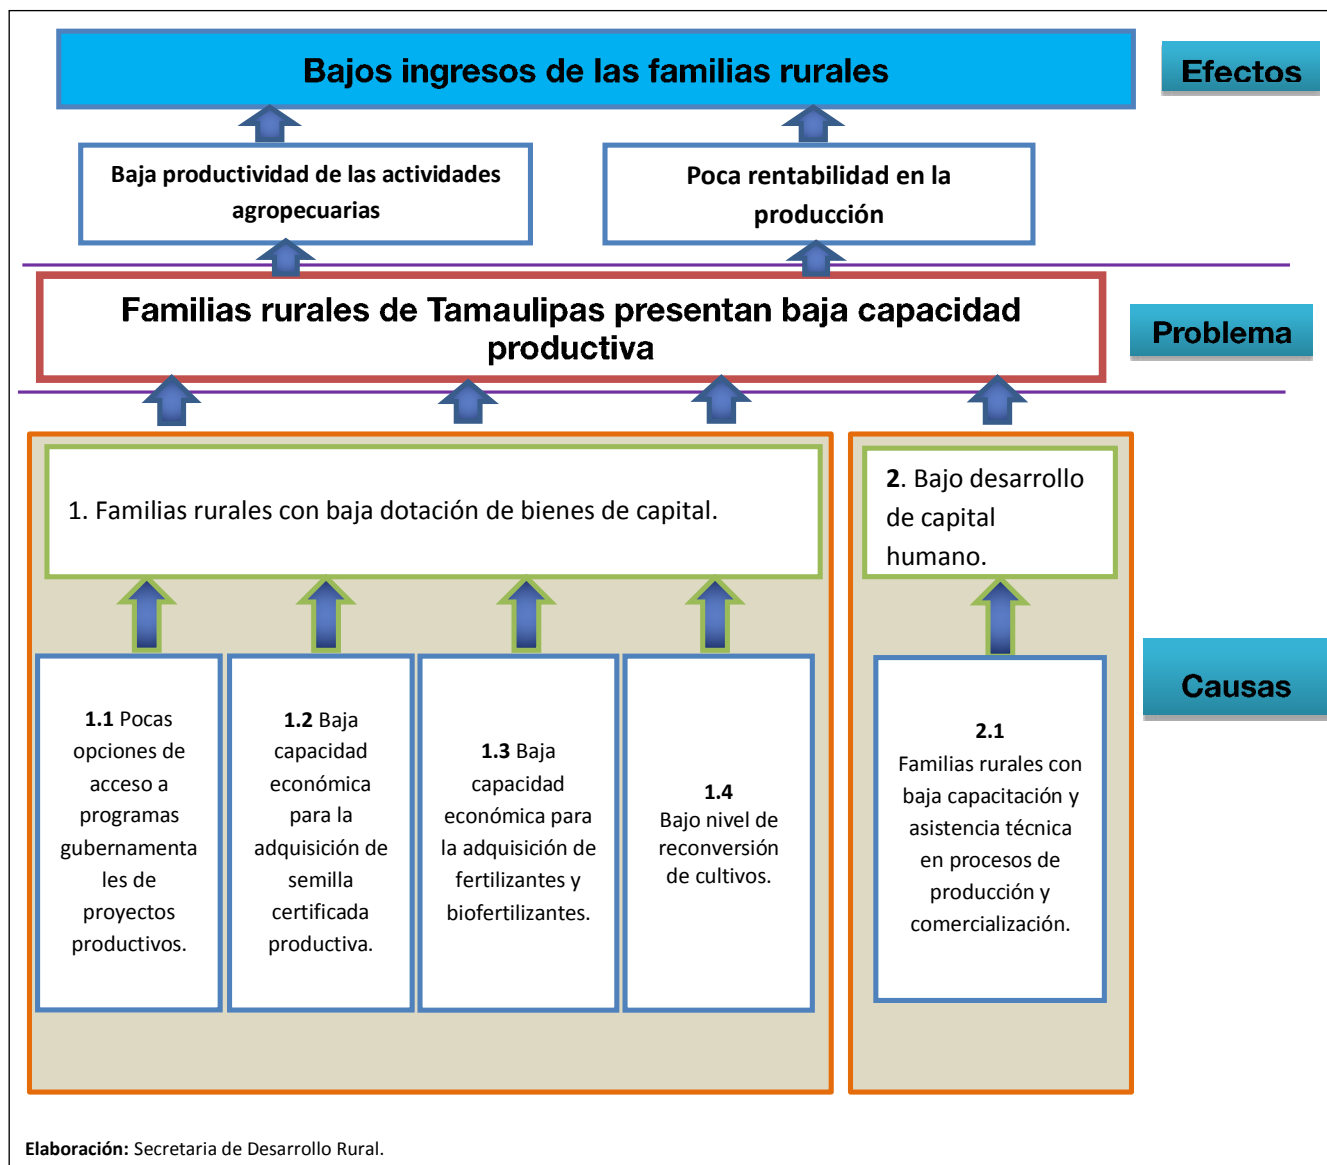 Bajos ingresos de las familias rurales
Efectos
Baja productividad de las actividades
agropecuarias
Poca rentabilidad en la
producción
Familias rurales de Tamaulipas presentan baja capacidad
productiva
Problema
1. Familias rurales con baja dotación de bienes de capital.
2. Bajo desarrollo
de capital
humano.
1.1 Pocas
opciones de
acceso a
programas
gubernamenta
les de
proyectos
productivos.
1.2 Baja
capacidad
económica
para la
adquisición de
semilla
certificada
productiva.
1.3 Baja
capacidad
económica para
la adquisición de
fertilizantes y
biofertilizantes.
1.4
Bajo nivel de
reconversión
de cultivos.
2.1
Familias rurales con
baja capacitación y
asistencia técnica
en procesos de
producción y
comercialización.
Causas
Elaboración: Secretaria de Desarrollo Rural.